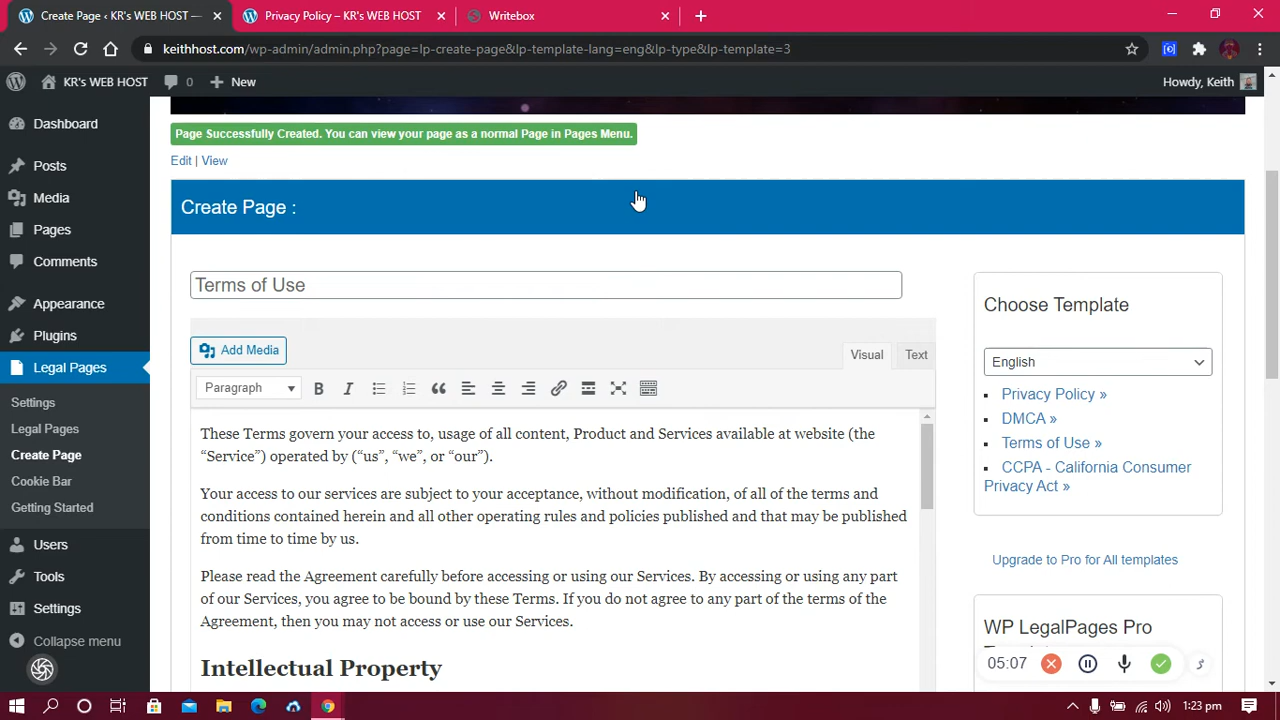 Create Page ‹ KR's WEB HOST
Privacy Policy – KR's WEB HOST
Writebox
keithhost.com/wp-admin/admin.php?page=lp-create-page&lp-template-lang=eng&lp-type&lp-template=3
KR's WEB HOST
0
New
Howdy, Keith
Dashboard
Posts
Media
Pages
Comments
Appearance
Plugins
Legal Pages
Settings
Legal Pages
Create Page
Cookie Bar
Getting Started
Users
Tools
Settings
Collapse menu
Page Successfully Created. You can view your page as a normal Page in Pages Menu.
Edit | View
Create Page :
Terms of Use
Add Media
Visual
Text
Paragraph
These Terms govern your access to, usage of all content, Product and Services available at website (the
“Service”) operated by (“us”, “we”, or “our”).
Your access to our services are subject to your acceptance, without modification, of all of the terms and
conditions contained herein and all other operating rules and policies published and that may be published
from time to time by us.
Please read the Agreement carefully before accessing or using our Services. By accessing or using any part
of our Services, you agree to be bound by these Terms. If you do not agree to any part of the terms of the
Agreement, then you may not access or use our Services.
Intellectual Property
Choose Template
English
Privacy Policy »
DMCA »
Terms of Use »
CCPA - California Consumer
Privacy Act »
Upgrade to Pro for All templates
WP LegalPages Pro
05:07
1:23 pm